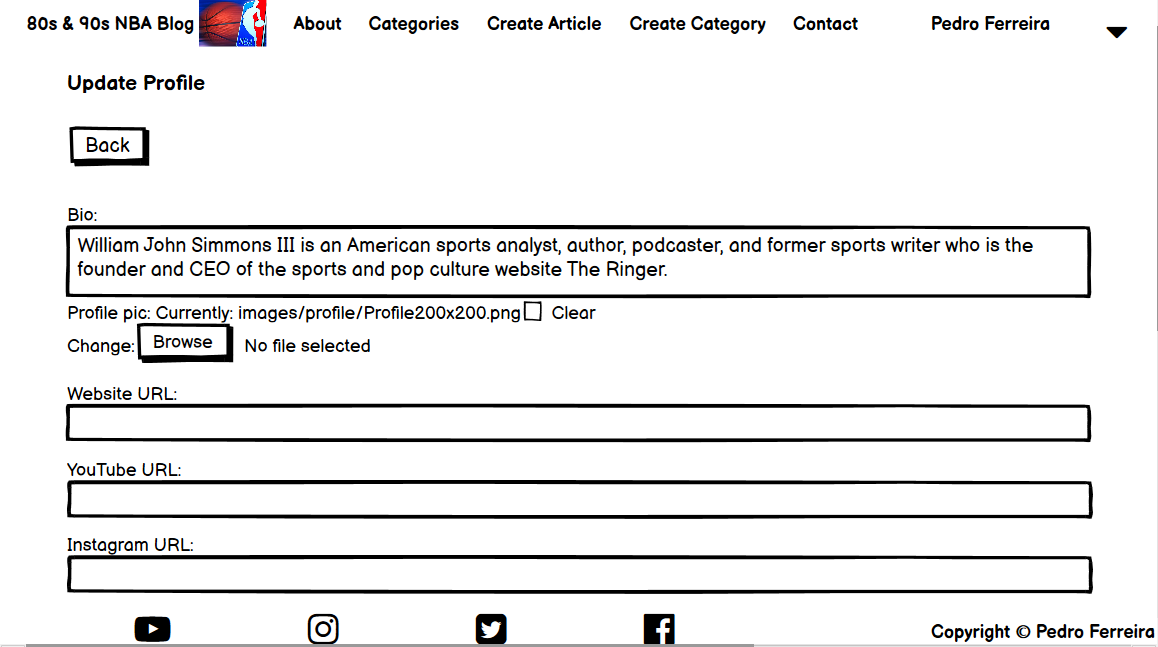 80s & 90s NBA Blog NBA About Categories Create Article Create Category Contact Pedro Ferreira
Update Profile
Back
Bio:
William John Simmons III is an American sports analyst, author, podcaster, and former sports writer who is the
founder and CEO of the sports and pop culture website The Ringer.
Profile pic: Currently: images/profile/Profile200x200.png Clear
Change: Browse No file selected
Website URL:
YouTube URL:
Instagram URL:
Copyright © Pedro Ferreira